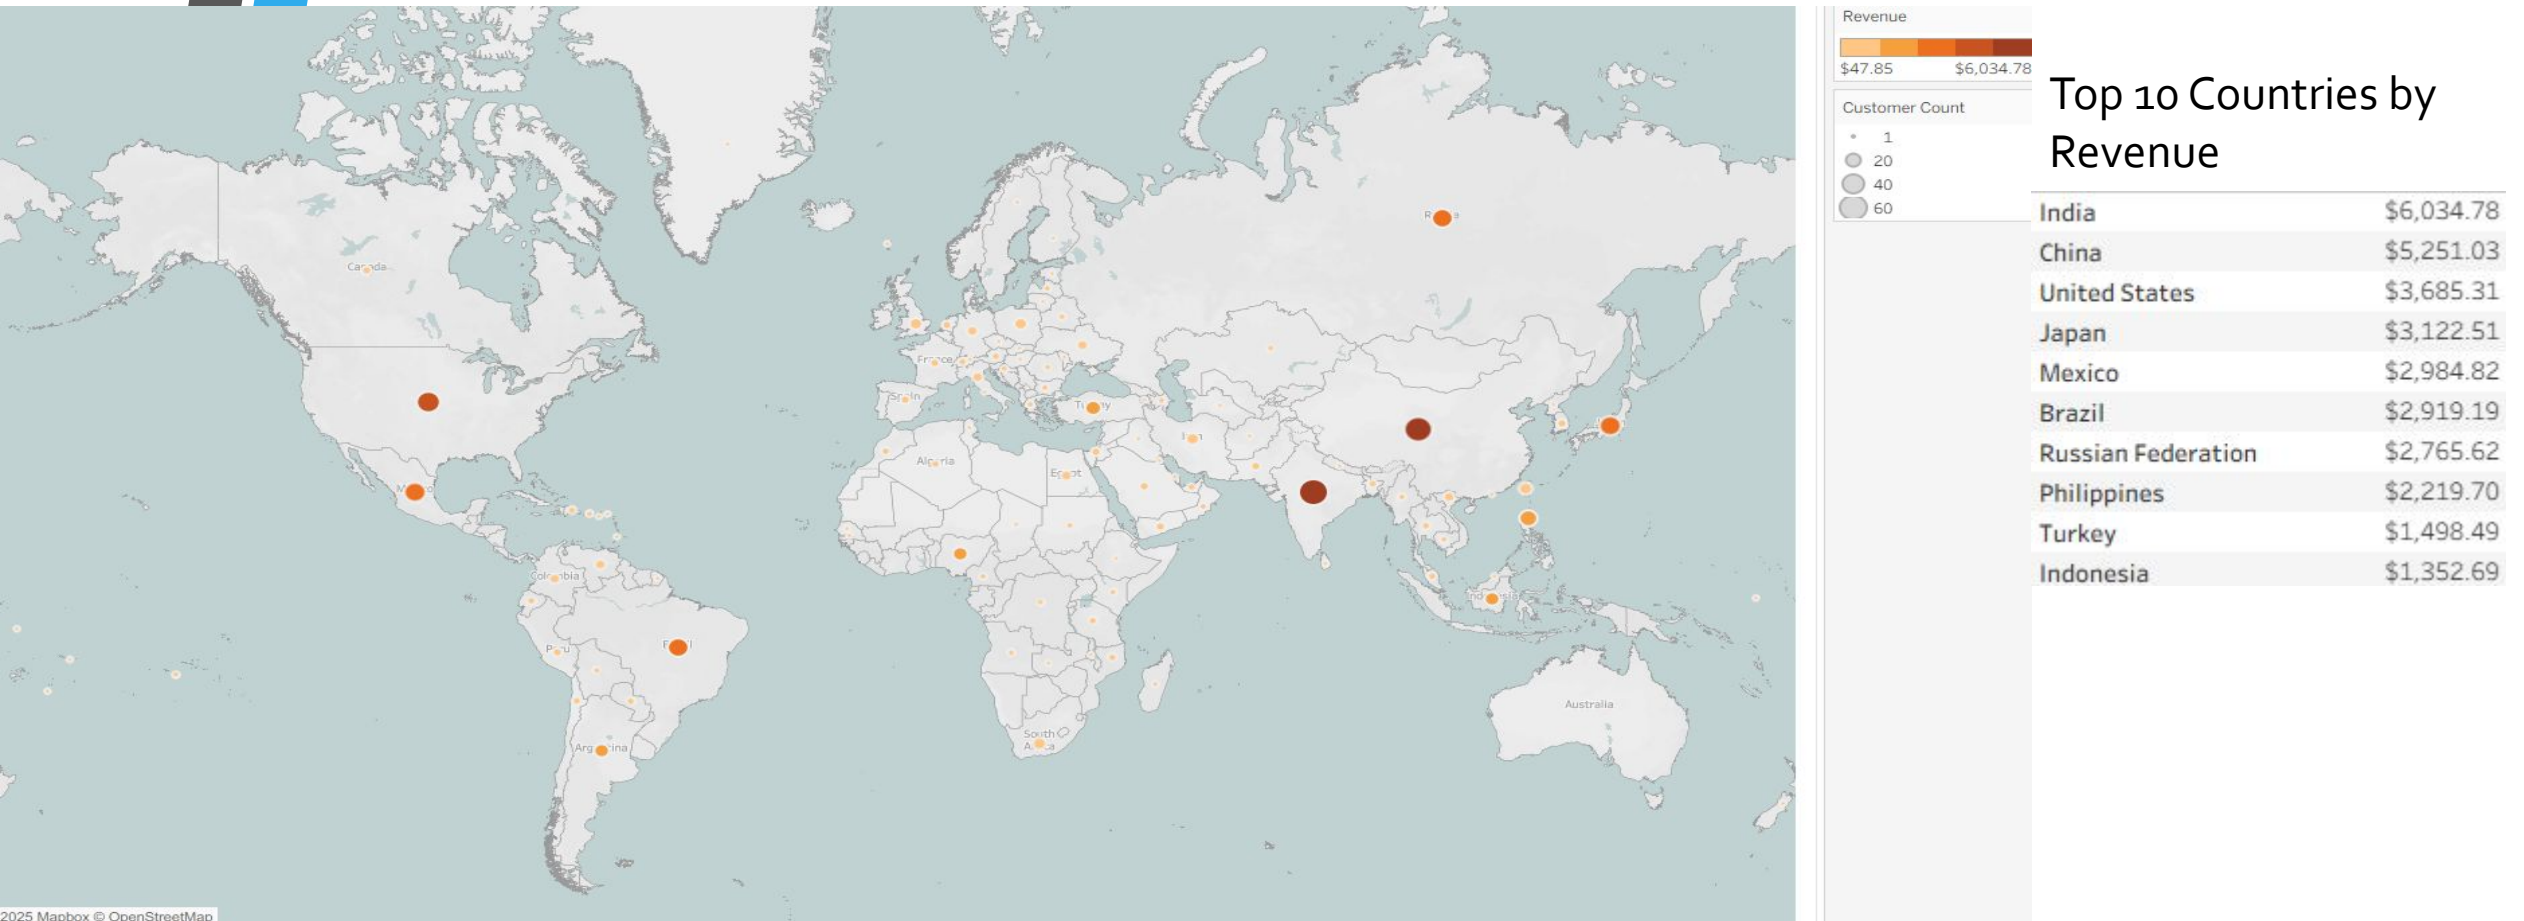 Revenue
$47.85 $6,034.78
Customer Count
1
20
40
60
Top 10 Countries by
Revenue
India $6,034.78
China $5,251.03
United States $3,685.31
Japan $3,122.51
Mexico $2,984.82
Brazil $2,919.19
Russian Federation $2,765.62
Philippines $2,219.70
Turkey $1,498.49
Indonesia $1,352.69
Canada
France
Spain
Algeria
Egypt
Colombia
Australia
South
2025 Mapbox © OpenStreetMap